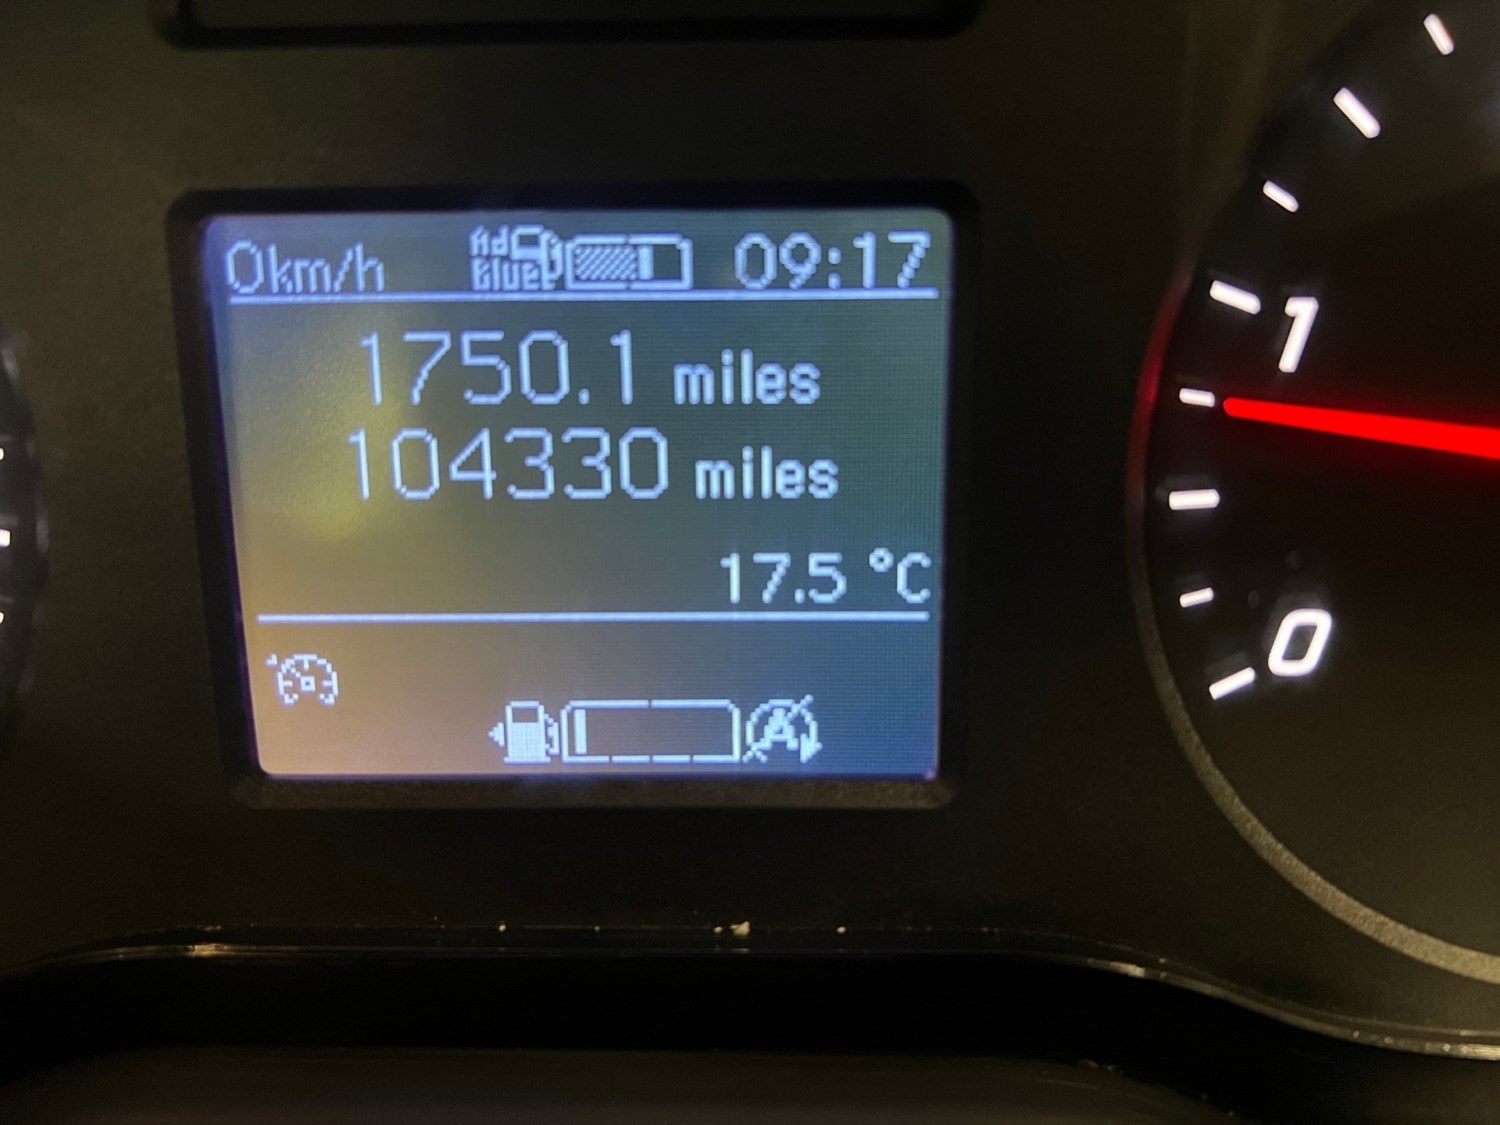 0km/h Ad Blue 09:17
1750.1 miles
104330 miles
17.5 °C
A
1
0